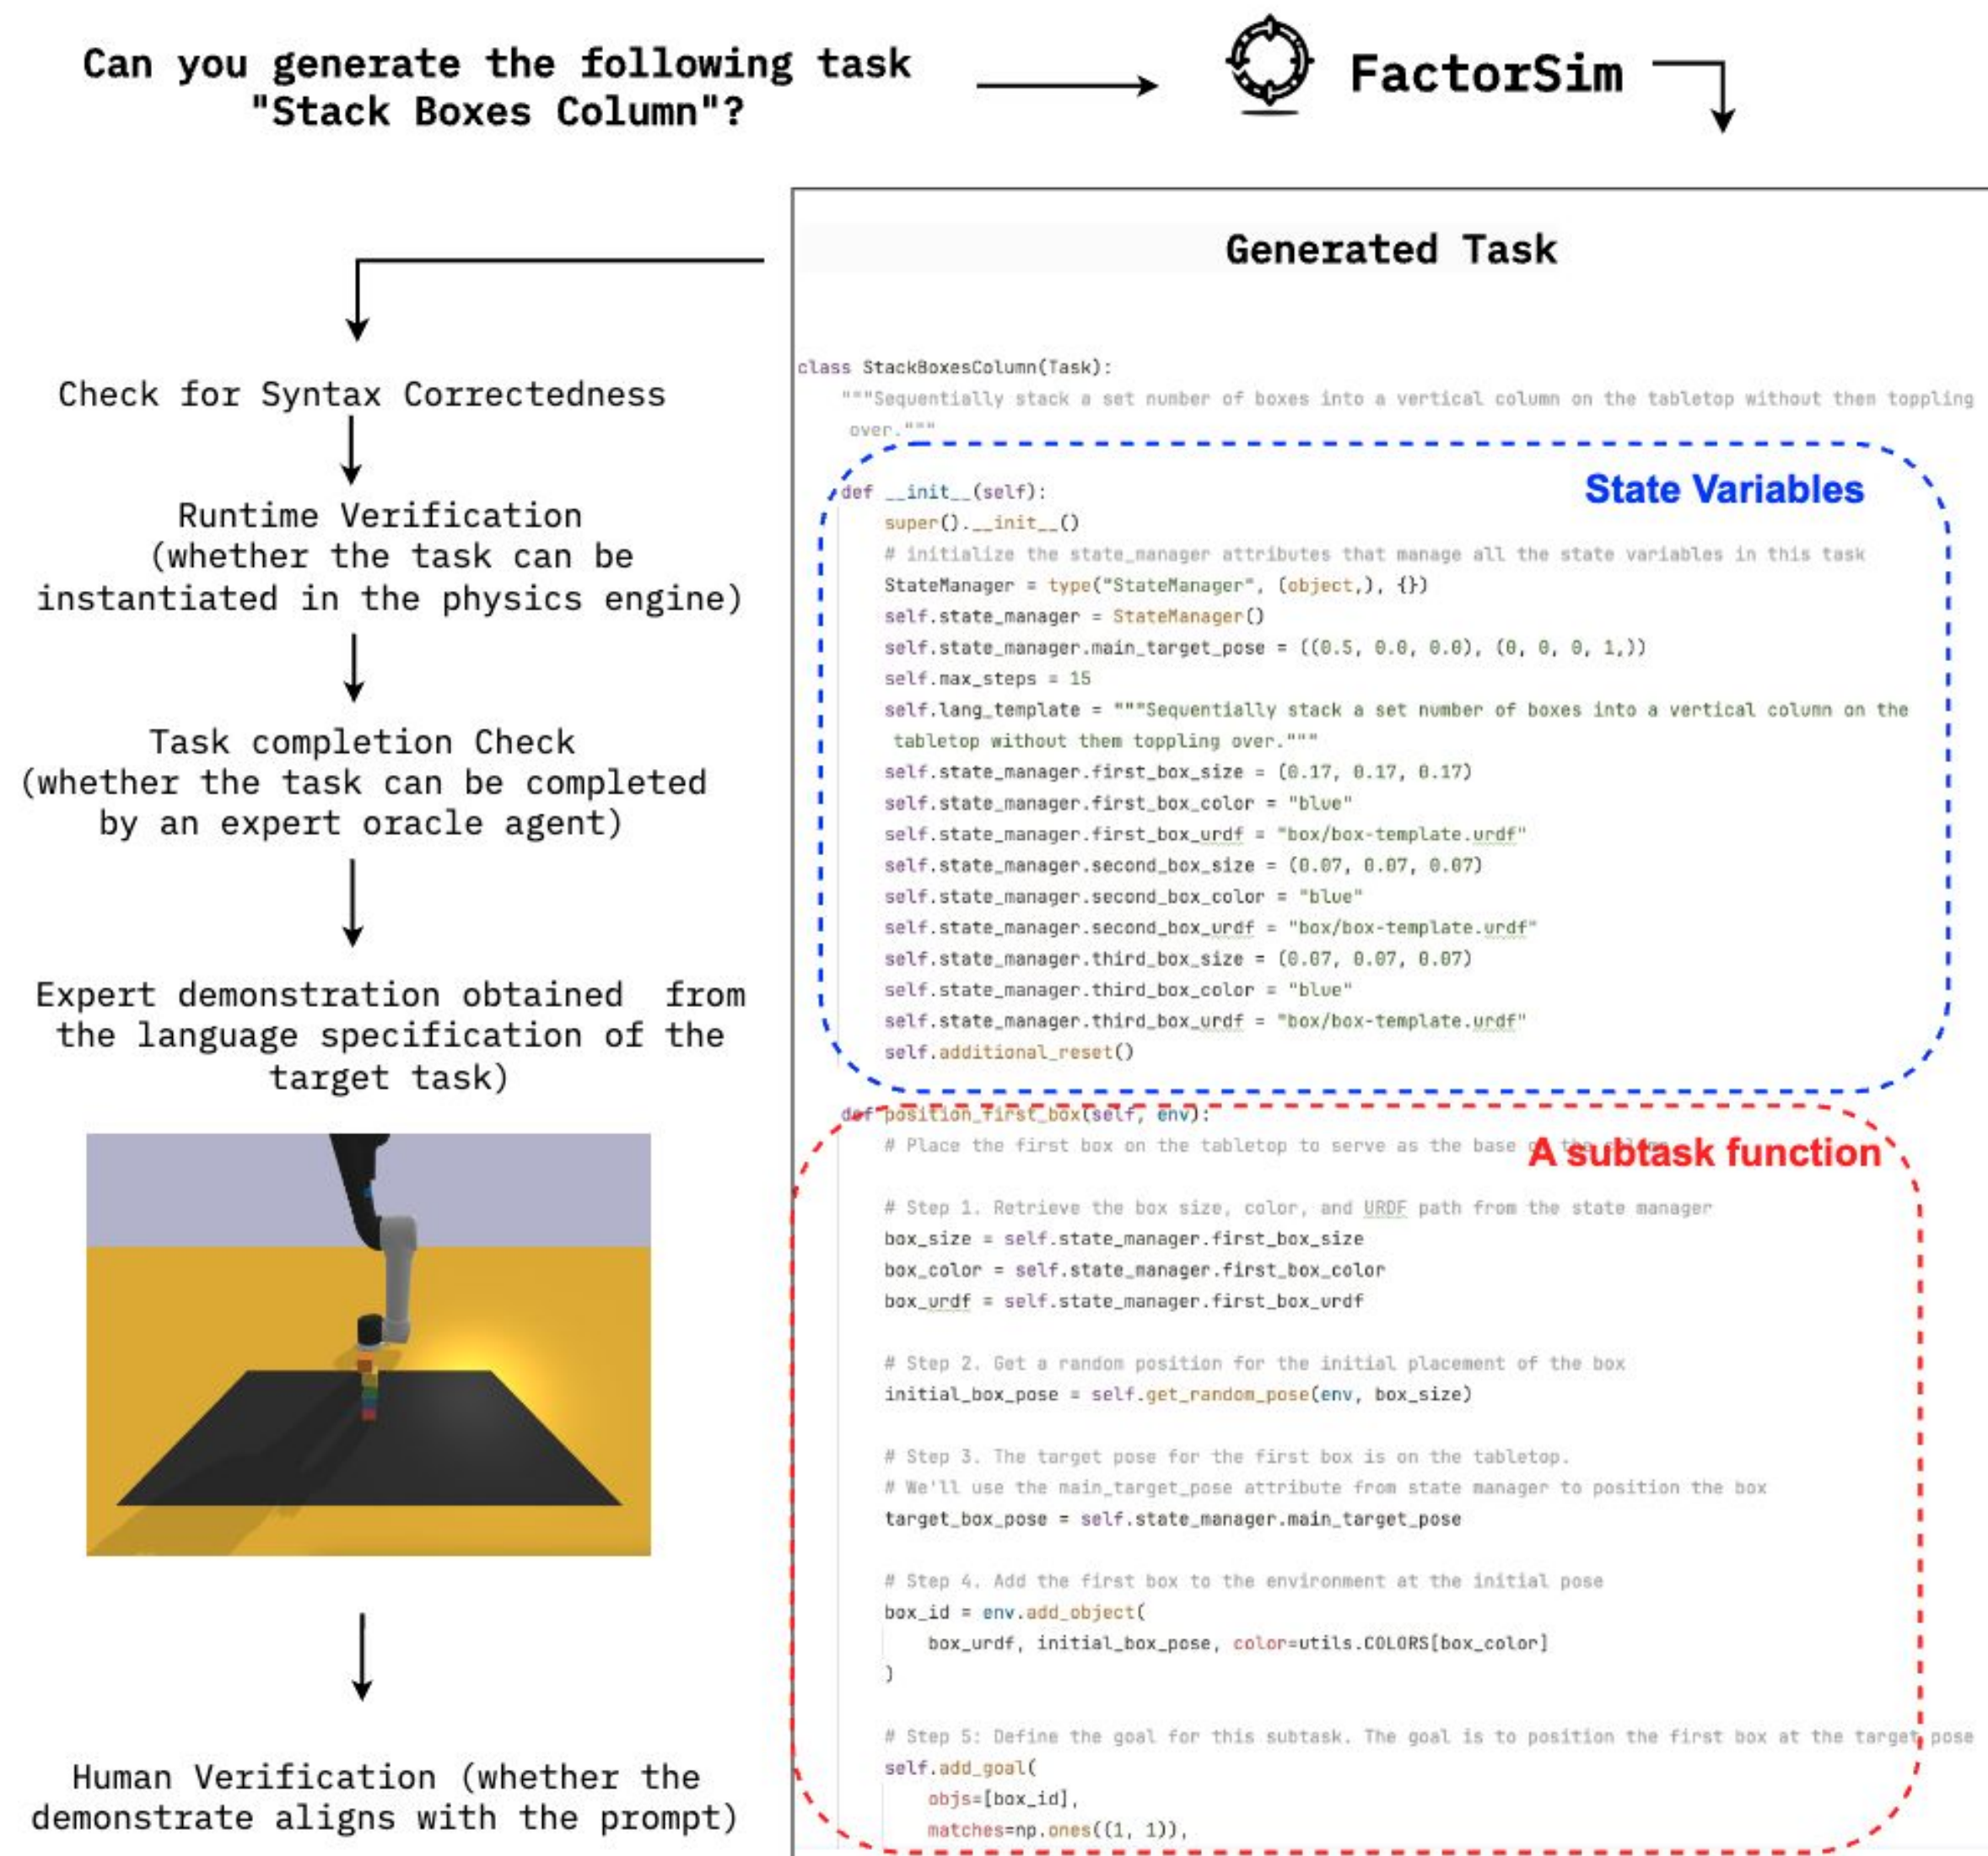 Can you generate the following task
"Stack Boxes Column"?
FactorSim
Generated Task
Check for Syntax Correctedness
Runtime Verification
(whether the task can be
instantiated in the physics engine)
Task completion Check
(whether the task can be completed
by an expert oracle agent)
Expert demonstration obtained  from
the language specification of the
target task)
Human Verification (whether the
demonstrate aligns with the prompt)
class StackBoxesColumn(Task):
"""Sequentially stack a set number of boxes into a vertical column on the tabletop without them toppling
over."""
State Variables
def __init__(self):
super().__init__()
# initialize the state_manager attributes that manage all the state variables in this task
StateManager = type("StateManager", (object,), {})
self.state_manager = StateManager()
self.state_manager.main_target_pose = ((0.5, 0.0, 0.0), (0, 0, 0, 1,))
self.max_steps = 15
self.lang_template = """Sequentially stack a set number of boxes into a vertical column on the
tabletop without them toppling over."""
self.state_manager.first_box_size = (0.17, 0.17, 0.17)
self.state_manager.first_box_color = "blue"
self.state_manager.first_box_urdf = "box/box-template.urdf"
self.state_manager.second_box_size = (0.07, 0.07, 0.07)
self.state_manager.second_box_color = "blue"
self.state_manager.second_box_urdf = "box/box-template.urdf"
self.state_manager.third_box_size = (0.07, 0.07, 0.07)
self.state_manager.third_box_color = "blue"
self.state_manager.third_box_urdf = "box/box-template.urdf"
self.additional_reset()
def position_first_box(self, env):
# Place the first box on the tabletop to serve as the base
A subtask function
# Step 1. Retrieve the box size, color, and URDF path from the state manager
box_size = self.state_manager.first_box_size
box_color = self.state_manager.first_box_color
box_urdf = self.state_manager.first_box_urdf
# Step 2. Get a random position for the initial placement of the box
initial_box_pose = self.get_random_pose(env, box_size)
# Step 3. The target pose for the first box is on the tabletop.
# We'll use the main_target_pose attribute from state manager to position the box
target_box_pose = self.state_manager.main_target_pose
# Step 4. Add the first box to the environment at the initial pose
box_id = env.add_object(
box_urdf, initial_box_pose, color=utils.COLORS[box_color]
)
# Step 5: Define the goal for this subtask. The goal is to position the first box at the target pose
self.add_goal(
objs=[box_id],
matches=np.ones((1, 1)),